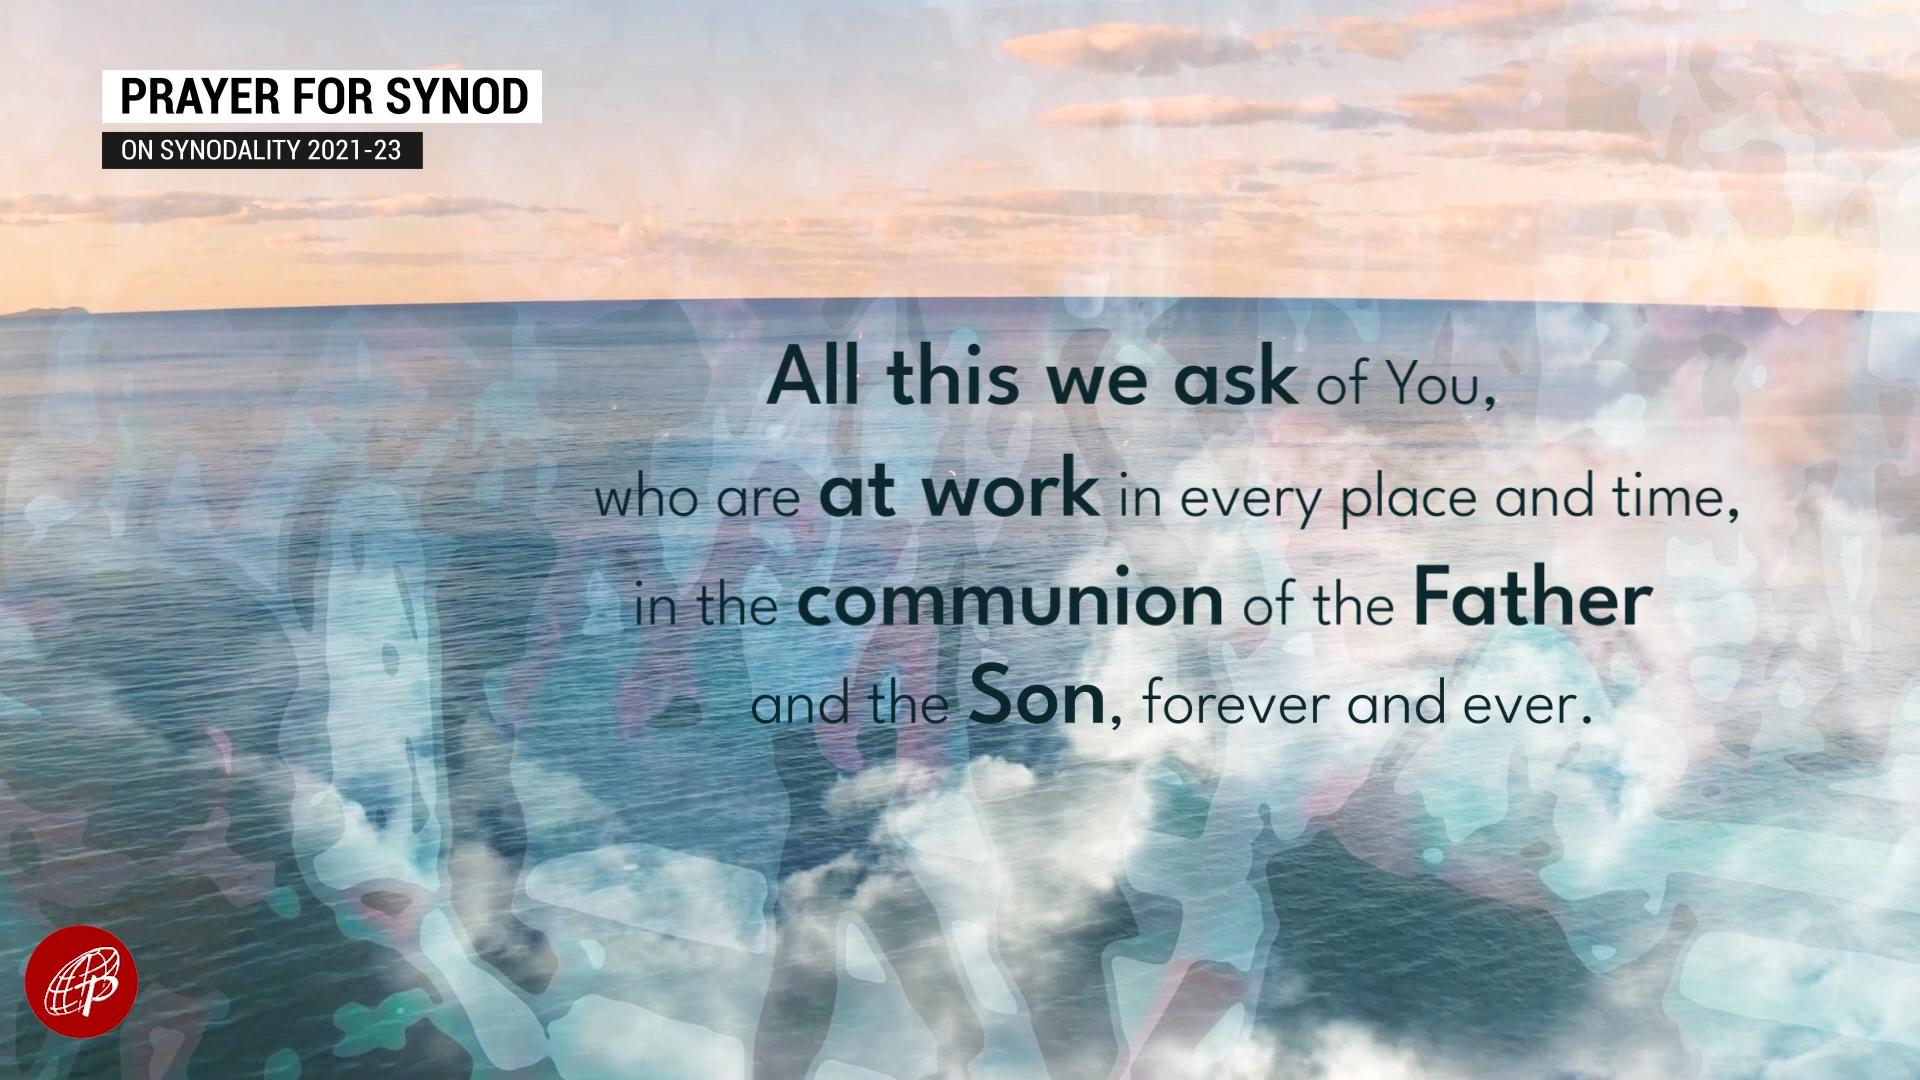 PRAYER FOR SYNOD
ON SYNODALITY 2021-23
All this we ask of You,
who are at work in every place and time,
in the communion of the Father
and the Son, forever and ever.